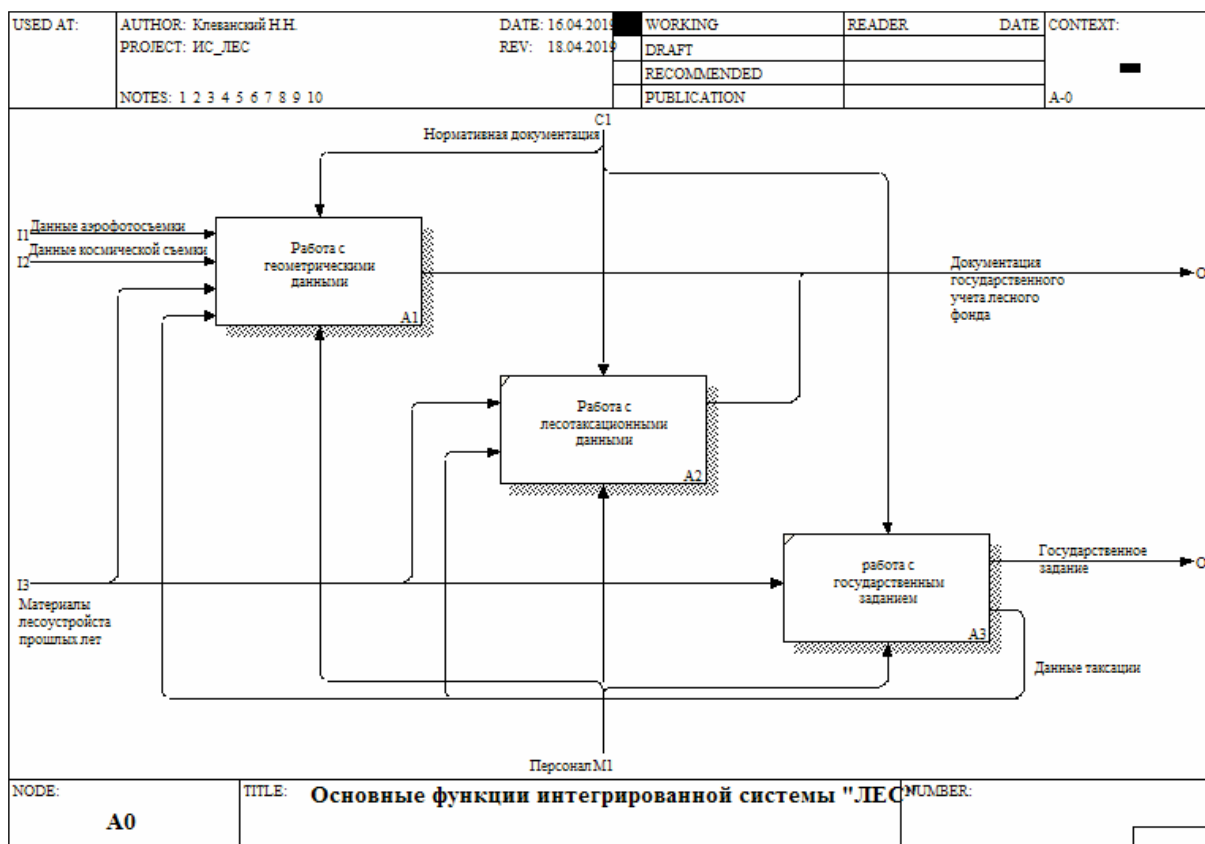 USED AT:
AUTHOR: Клеванский Н.Н.
DATE: 16.04.2019
WORKING
READER
DATE
CONTEXT:
PROJECT: ИС_ЛЕС
REV: 18.04.2019
DRAFT
RECOMMENDED
NOTES: 1 2 3 4 5 6 7 8 9 10
PUBLICATION
A-0
C1
Нормативная документация
I1
Данные аэрофотосъемки
I2
Данные космической съемки
Работа с
геометрическими
данными
A1
Документация
государственного
учета лесного
фонда
O
Работа с
лесотаксационными
данными
A2
I3
Материалы
лесоустройства
прошлых лет
работа с
государственным
заданием
A3
Государственное
задание
O
Данные таксации
Персонал M1
NODE:
A0
TITLE:
Основные функции интегрированной системы "ЛЕС"
NUMBER: